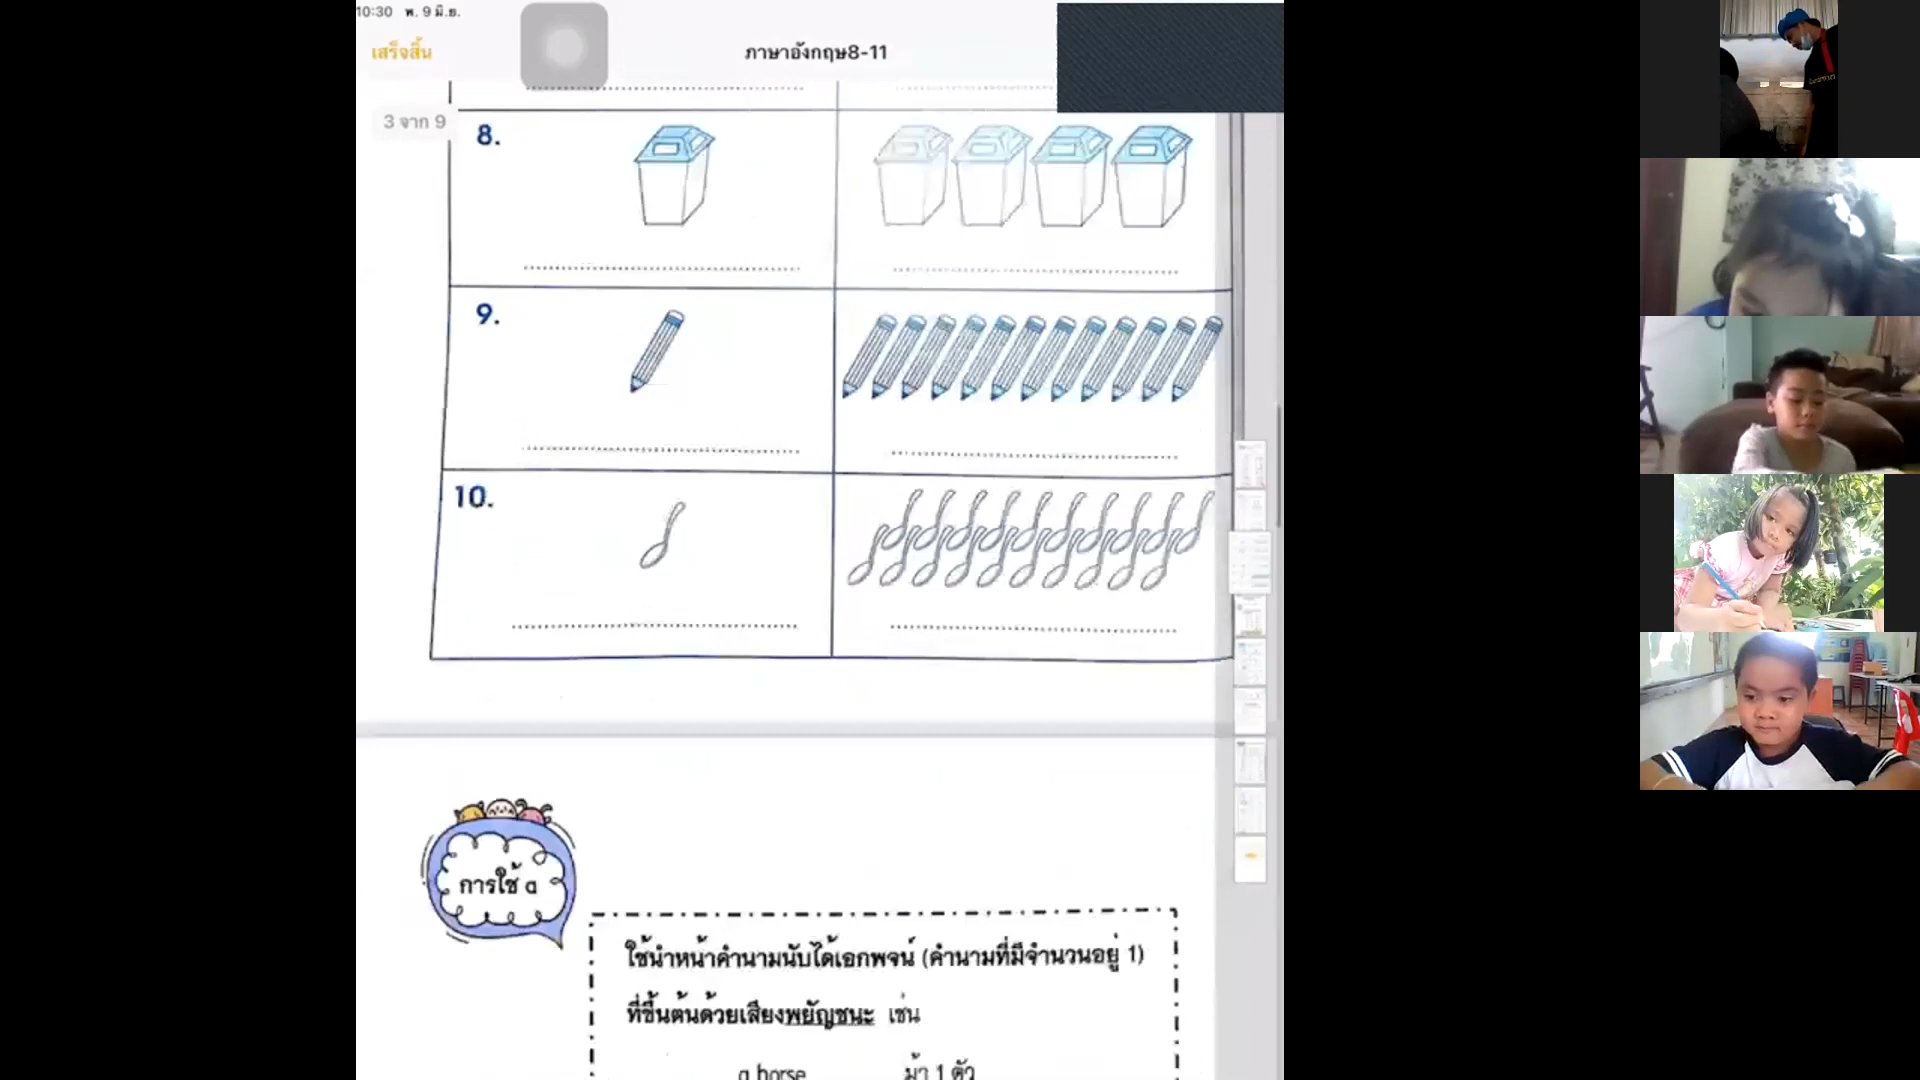 10:30 พ. 9 มิ.ย.
เสร็จสิ้น
ภาษาอังกฤษ8-11
3 จาก 9
8.
9.
10.
การใช้ a
ใช้นำหน้าคำนามนับได้เอกพจน์ (คำนามที่มีจำนวนอยู่ 1)
ที่ขึ้นต้นด้วยเสียงพยัญชนะ เช่น
a horse ม้า 1 ตัว